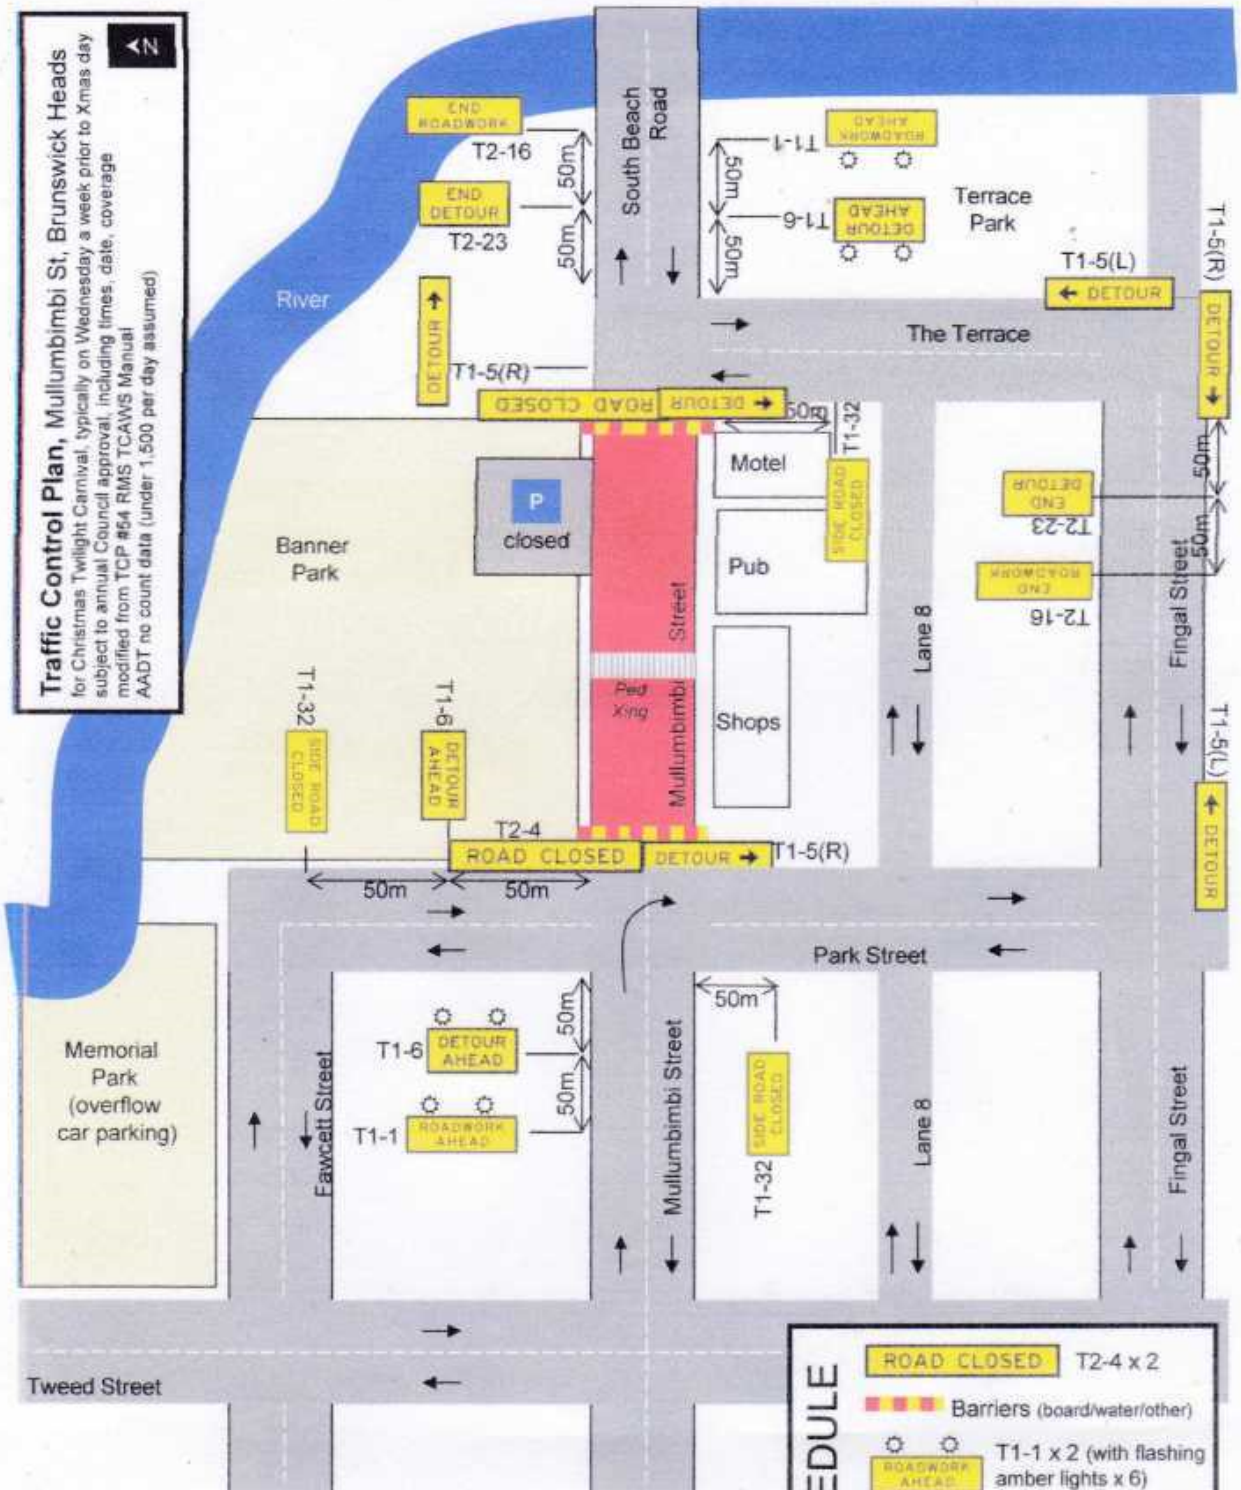 Traffic Control Plan, Mullumbimbi St, Brunswick Heads
for Christmas Twilight Carnival, typically on Wednesday a week prior to Xmas day
subject to annual Council approval, including times, date, coverage
modified from TCP #64 RMS TCAWS Manual
AADT no count data (under 1,500 per day assumed)
N
END
ROADWORK
T2-16
50m
END
DETOUR
T2-23
50m
River
DETOUR
T1-5(R)
South Beach
Road
ROADWORK
AHEAD
T1-1
50m
DETOUR
AHEAD
T1-6
50m
Terrace
Park
T1-5(L)
DETOUR
T1-5(R)
DETOUR
The Terrace
ROAD CLOSED
DETOUR
50m
T1-32
SIDE ROAD
CLOSED
Motel
P
closed
Banner
Park
Pub
Street
END
DETOUR
T2-23
50m
END
ROADWORK
T2-16
50m
Fingal Street
Lane 8
Ped
Xing
Mullumbimbi
Shops
T1-32
SIDE ROAD
CLOSED
T1-6
DETOUR
AHEAD
T1-5(L)
DETOUR
T2-4
ROAD CLOSED
DETOUR
T1-5(R)
50m
50m
Park Street
50m
T1-6
DETOUR
AHEAD
50m
T1-1
ROADWORK
AHEAD
50m
Memorial
Park
(overflow
car parking)
Fawcett Street
Mullumbimbi Street
SIDE ROAD
CLOSED
T1-32
Lane 8
Fingal Street
Tweed Street
EDULE
ROAD CLOSED
T2-4 x 2
Barriers (board/water/other)
ROADWORK
AHEAD
T1-1 x 2 (with flashing
amber lights x 6)